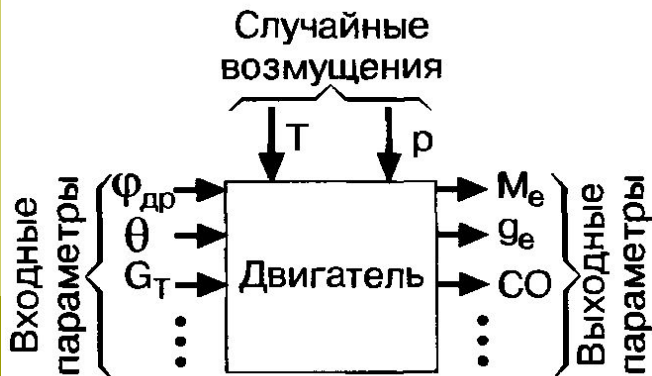 Случайные
возмущения
T
p
Входные
параметры
φдр
θ
GT
Двигатель
Me
ge
CO
Выходные
параметры